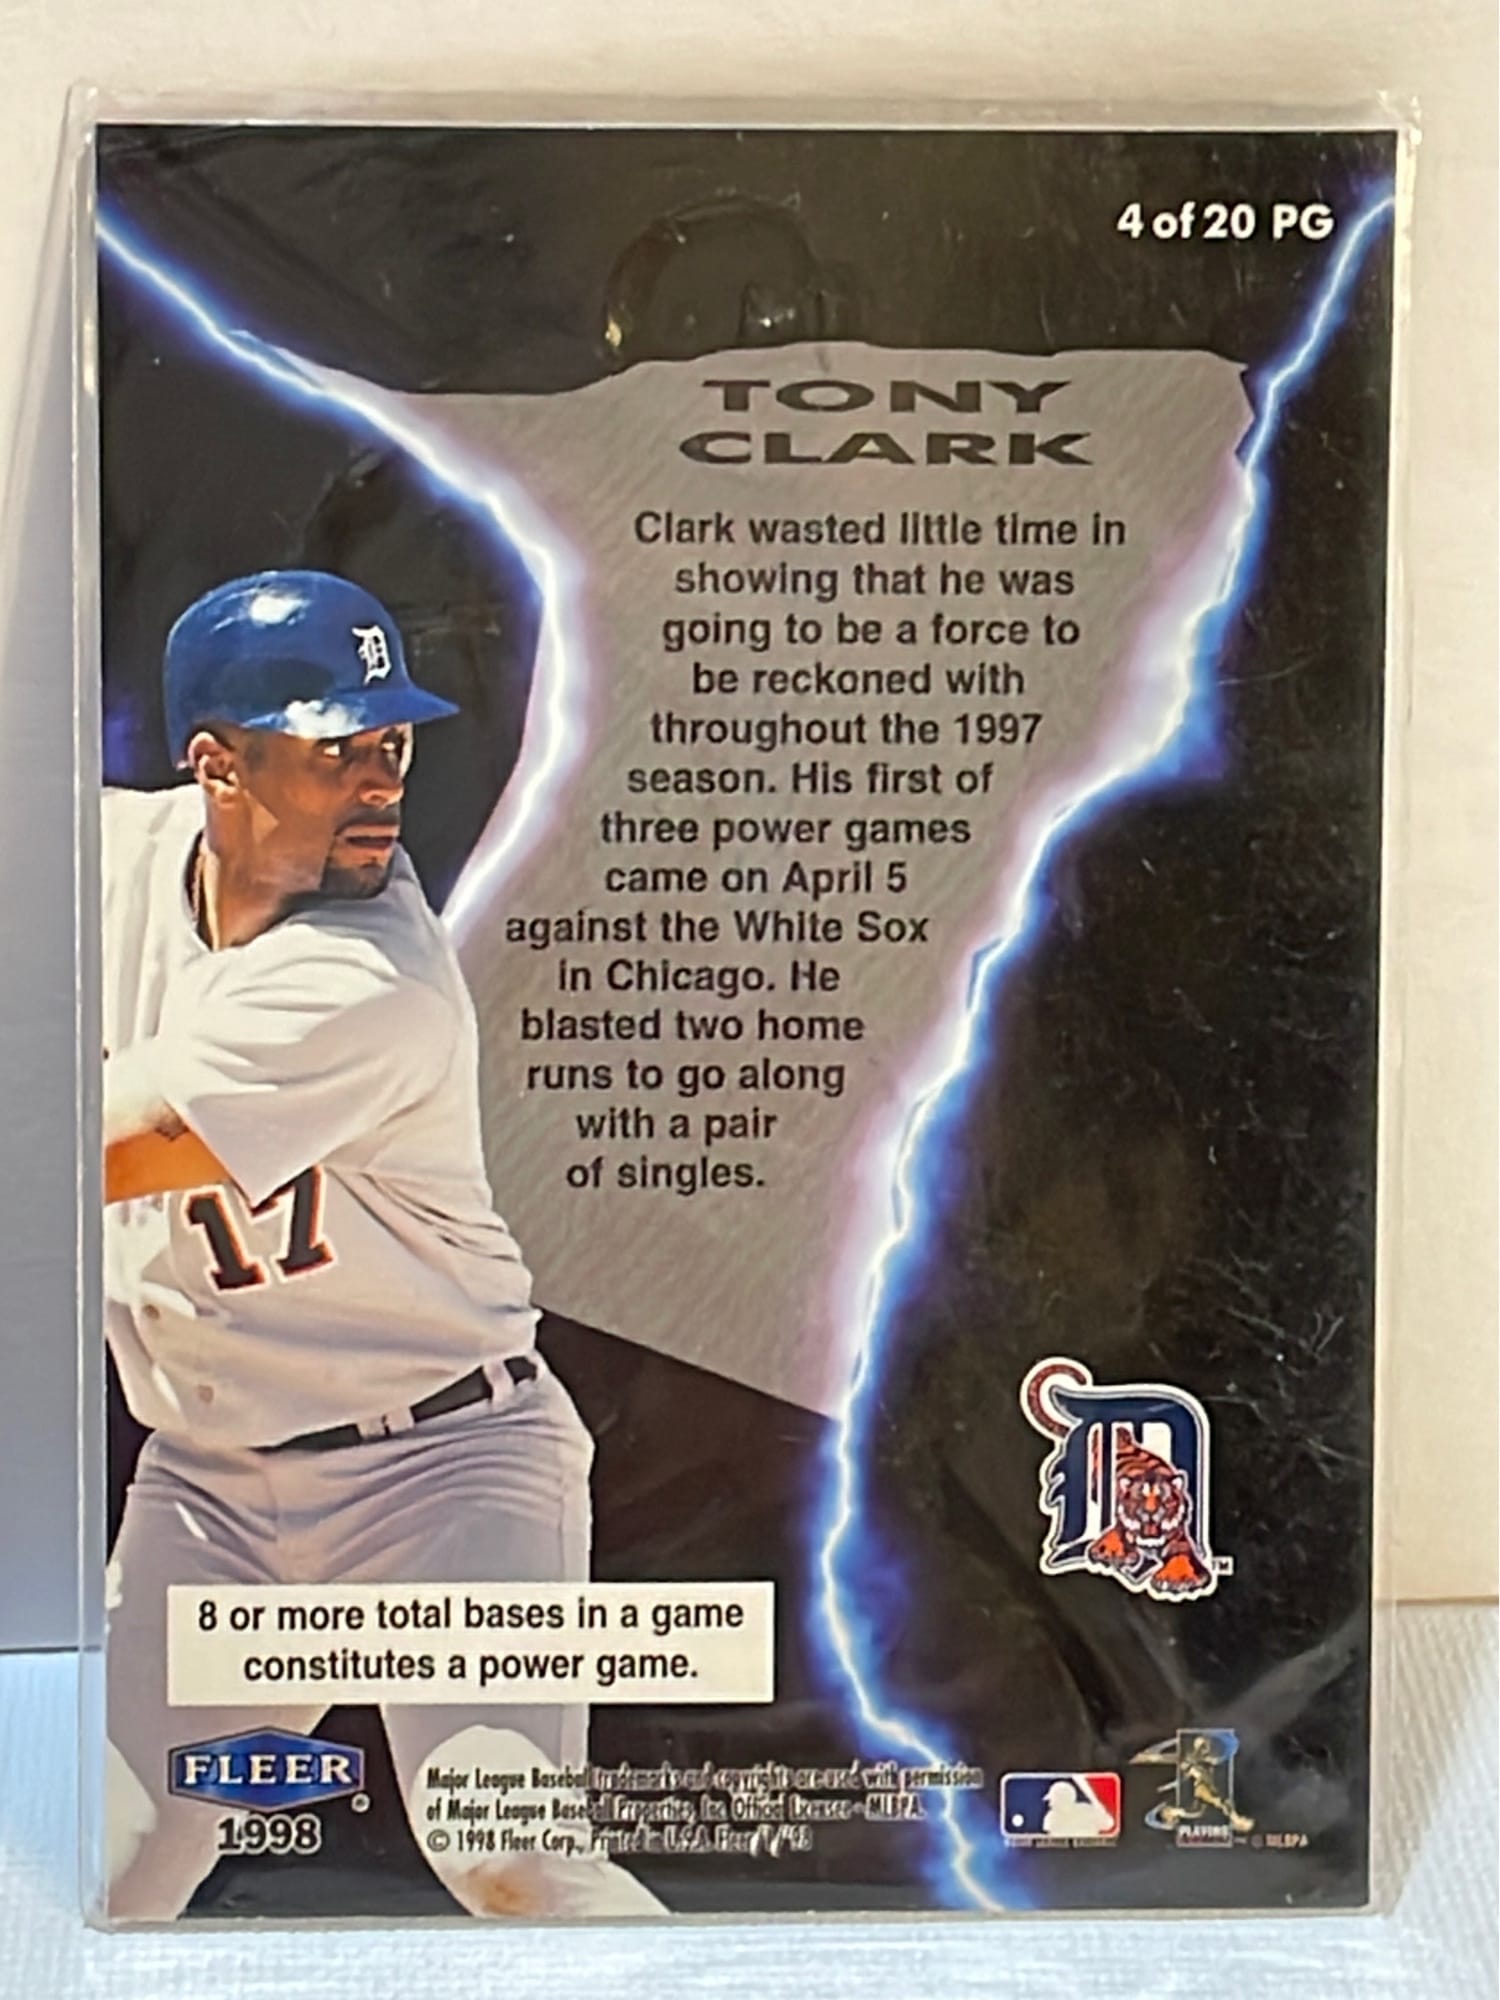 4 of 20 PG
TONY
CLARK
Clark wasted little time in
showing that he was
going to be a force to
be reckoned with
throughout the 1997
season. His first of
three power games
came on April 5
against the White Sox
in Chicago. He
blasted two home
runs to go along
with a pair
of singles.
D
17
D
TM
8 or more total bases in a game
constitutes a power game.
FLEER
®
1998
Major League Baseball trademarks and copyrights are used with permission
of Major League Baseball Properties, Inc. Official Licensee - MLBPA.
© 1998 Fleer Corp., Printed in U.S.A. Fleer
PLAYERS
© MLBPA